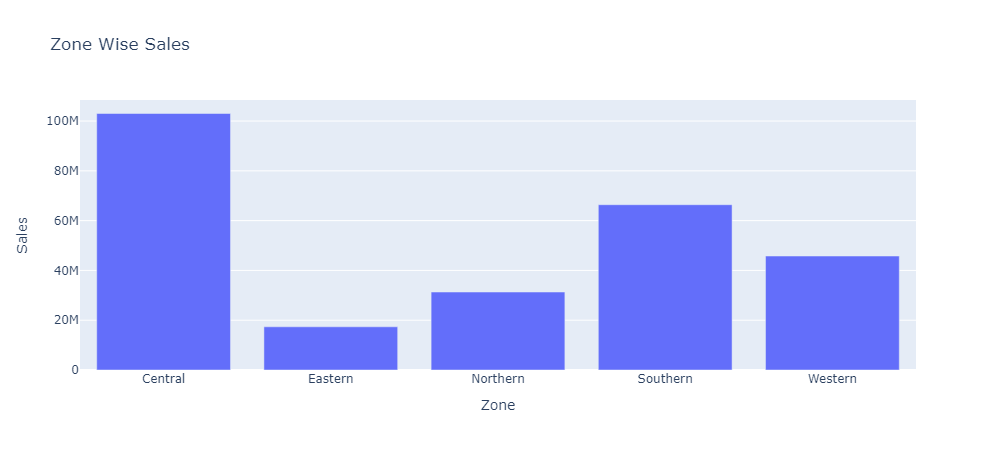 Zone Wise Sales
100M
80M
60M
40M
20M
0
Sales
Central
Eastern
Northern
Southern
Western
Zone